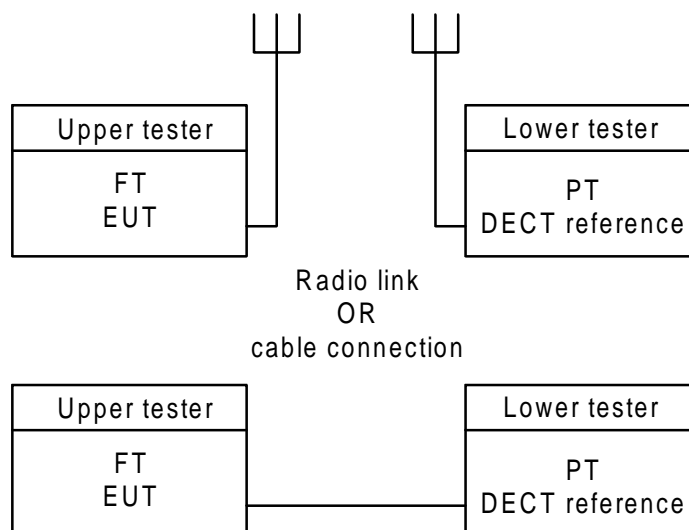 Upper tester
FT
EUT
Lower tester
PT
DECT reference
Radio link
OR
cable connection
Upper tester
FT
EUT
Lower tester
PT
DECT reference